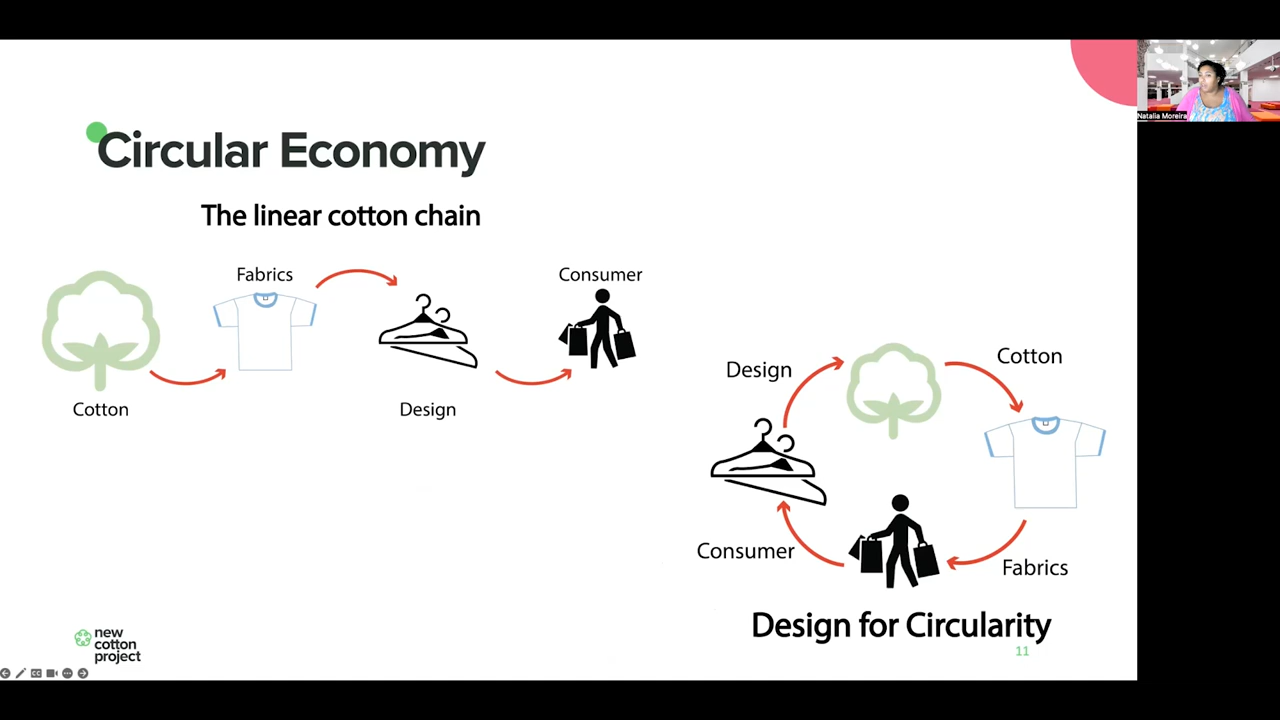 Circular Economy
The linear cotton chain
Fabrics
Consumer
Cotton
Design
Design
Cotton
Consumer
Fabrics
Design for Circularity
11
new
cotton
project
Natalia Moreira